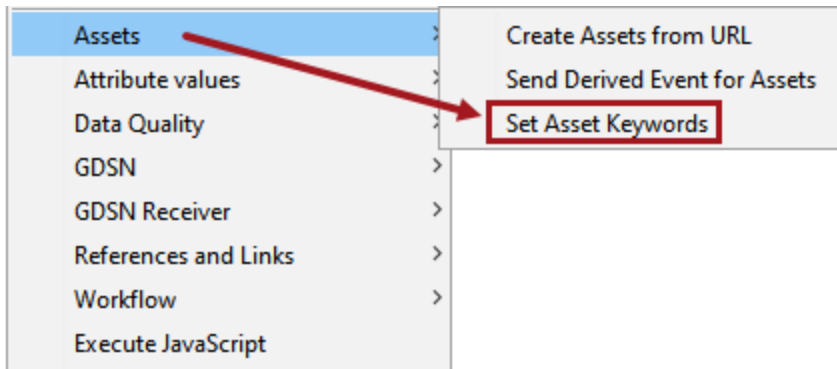 Assets
Attribute values
Data Quality
GDSN
GDSN Receiver
References and Links
Workflow
Execute JavaScript
Create Assets from URL
Send Derived Event for Assets
Set Asset Keywords